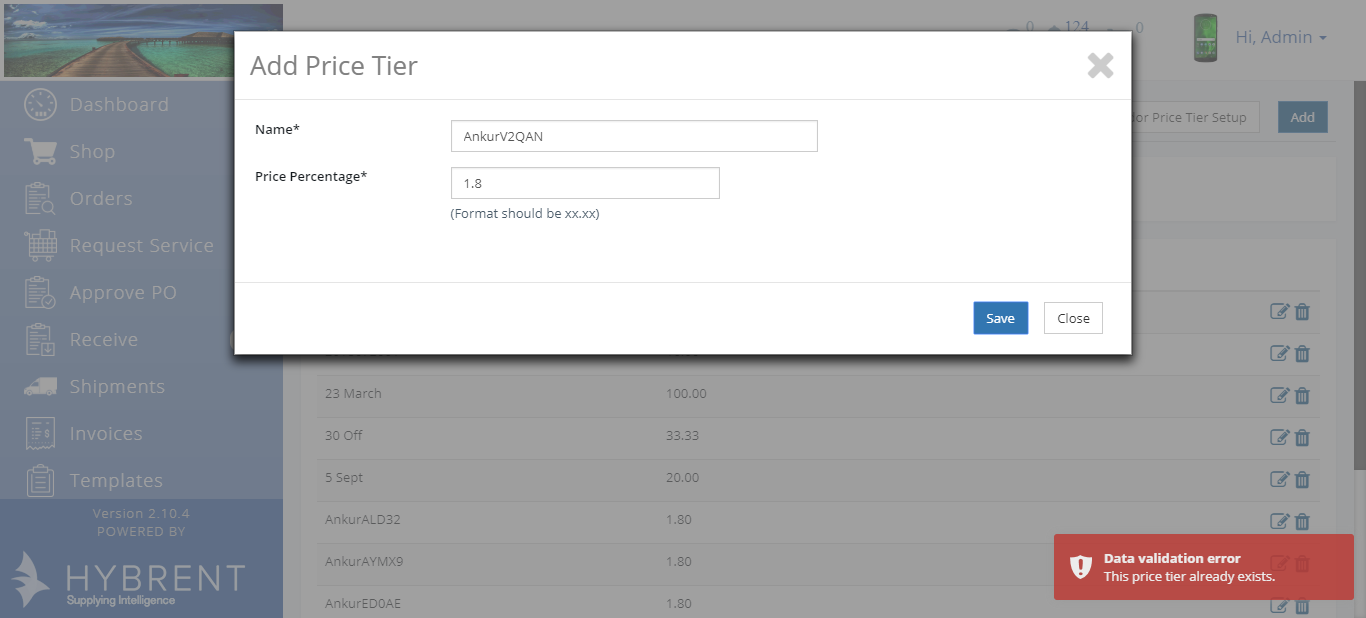 0 124 0
Hi, Admin
Add Price Tier
Dashboard
Name*
AnkurV2QAN
Price Tier Setup
Add
Shop
Price Percentage*
1.8
Orders
(Format should be xx.xx)
Request Service
Approve PO
Save
Close
Receive
Shipments
23 March 100.00
Invoices
30 Off 33.33
Templates
5 Sept 20.00
Version 2.10.4
POWERED BY
AnkurALD32 1.80
AnkurAYMX9 1.80
Data validation error
This price tier already exists.
HYBRENT
Supplying Intelligence
AnkurED0AE 1.80